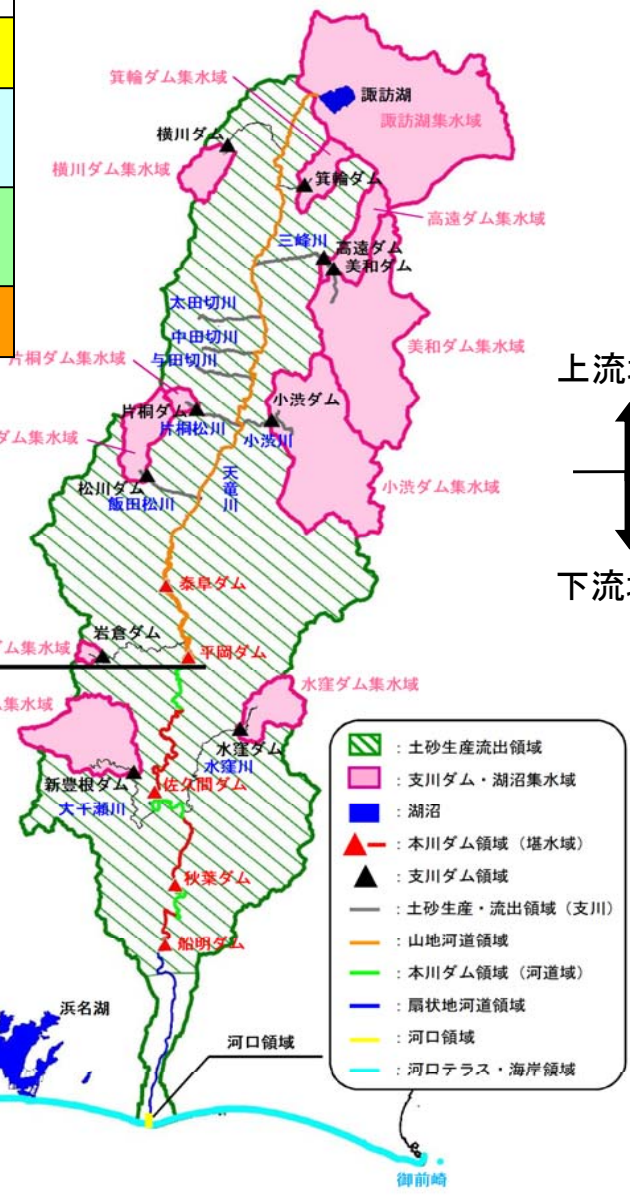 箕輪ダム集水域
諏訪湖
諏訪湖集水域
横川ダム
横川ダム集水域
箕輪ダム
高遠ダム集水域
三峰川
高遠ダム
美和ダム
太田切川
中田切川
与田切川
美和ダム集水域
片桐ダム集水域
上流
小渋ダム
片桐ダム
片桐松川
小渋川
ダム集水域
松川ダム
飯田松川
天竜川
小渋ダム集水域
泰阜ダム
下流
岩倉ダム
ダム集水域
平岡ダム
水窪ダム集水域
集水域
水窪ダム
水窪川
新豊根ダム
佐久間ダム
大千瀬川
秋葉ダム
船明ダム
浜名湖
河口領域
：土砂生産流出領域
：支川ダム・湖沼集水域
：湖沼
：本川ダム領域（堪水域）
：支川ダム領域
：土砂生産・流出領域（支川）
：山地河道領域
：本川ダム領域（河道域）
：扇状地河道領域
：河口領域
：河口テラス・海岸領域
御前崎